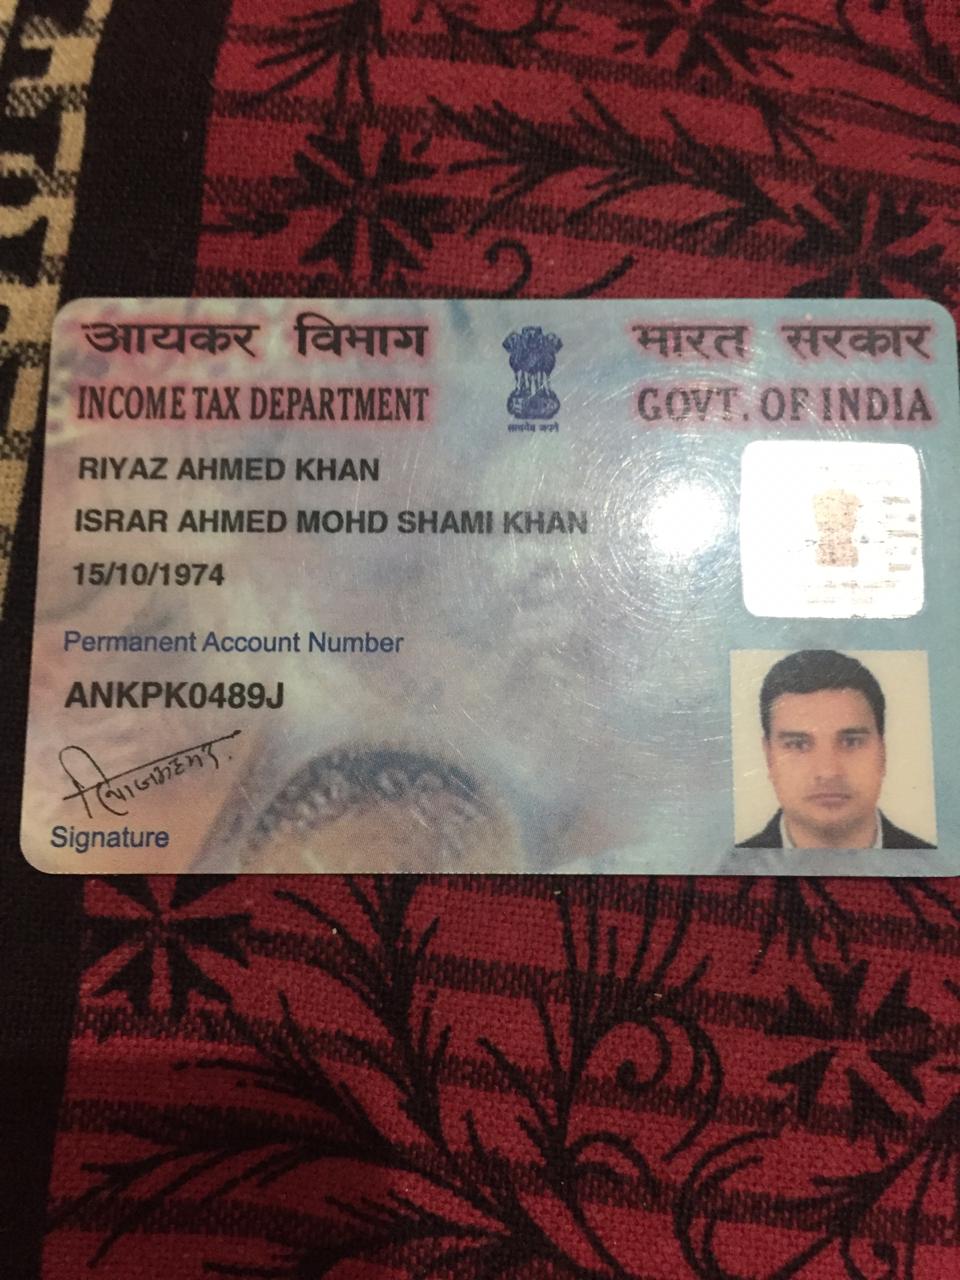 आयकर विभाग
INCOME TAX DEPARTMENT
सत्यमेव जयते
भारत सरकार
GOVT. OF INDIA
RIYAZ AHMED KHAN
ISRAR AHMED MOHD SHAMI KHAN
15/10/1974
Permanent Account Number
ANKPK0489J
Signature